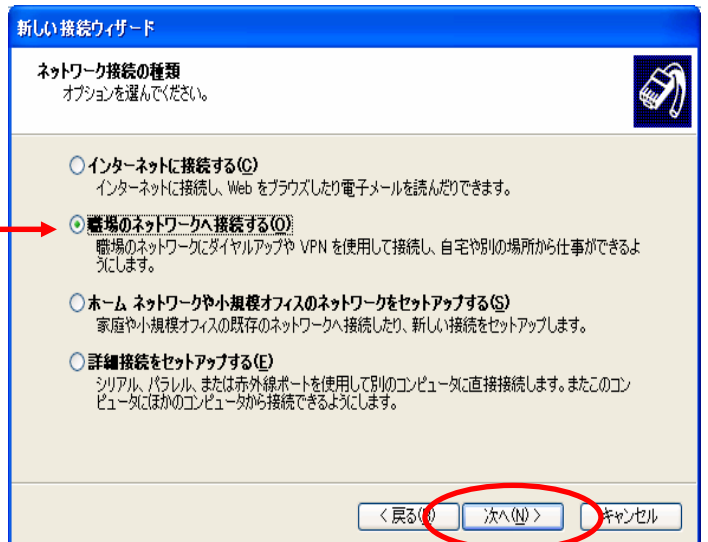 新しい接続ウィザード
ネットワーク接続の種類
オプションを選んでください。
インターネットに接続する(C)
インターネットに接続し、Web をブラウズしたり電子メールを読んだりできます。
職場のネットワークへ接続する(O)
職場のネットワークにダイヤルアップや VPN を使用して接続し、自宅や別の場所から仕事ができるよ
うにします。
ホーム ネットワークや小規模オフィスのネットワークをセットアップする(S)
家庭や小規模オフィスの既存のネットワークへ接続したり、新しい接続をセットアップします。
詳細接続をセットアップする(E)
シリアル、パラレル、または赤外線ポートを使用して別のコンピュータに直接接続します。またこのコン
ピュータにほかのコンピュータから接続できるようにします。
< 戻る(B) 次へ(N) > キャンセル